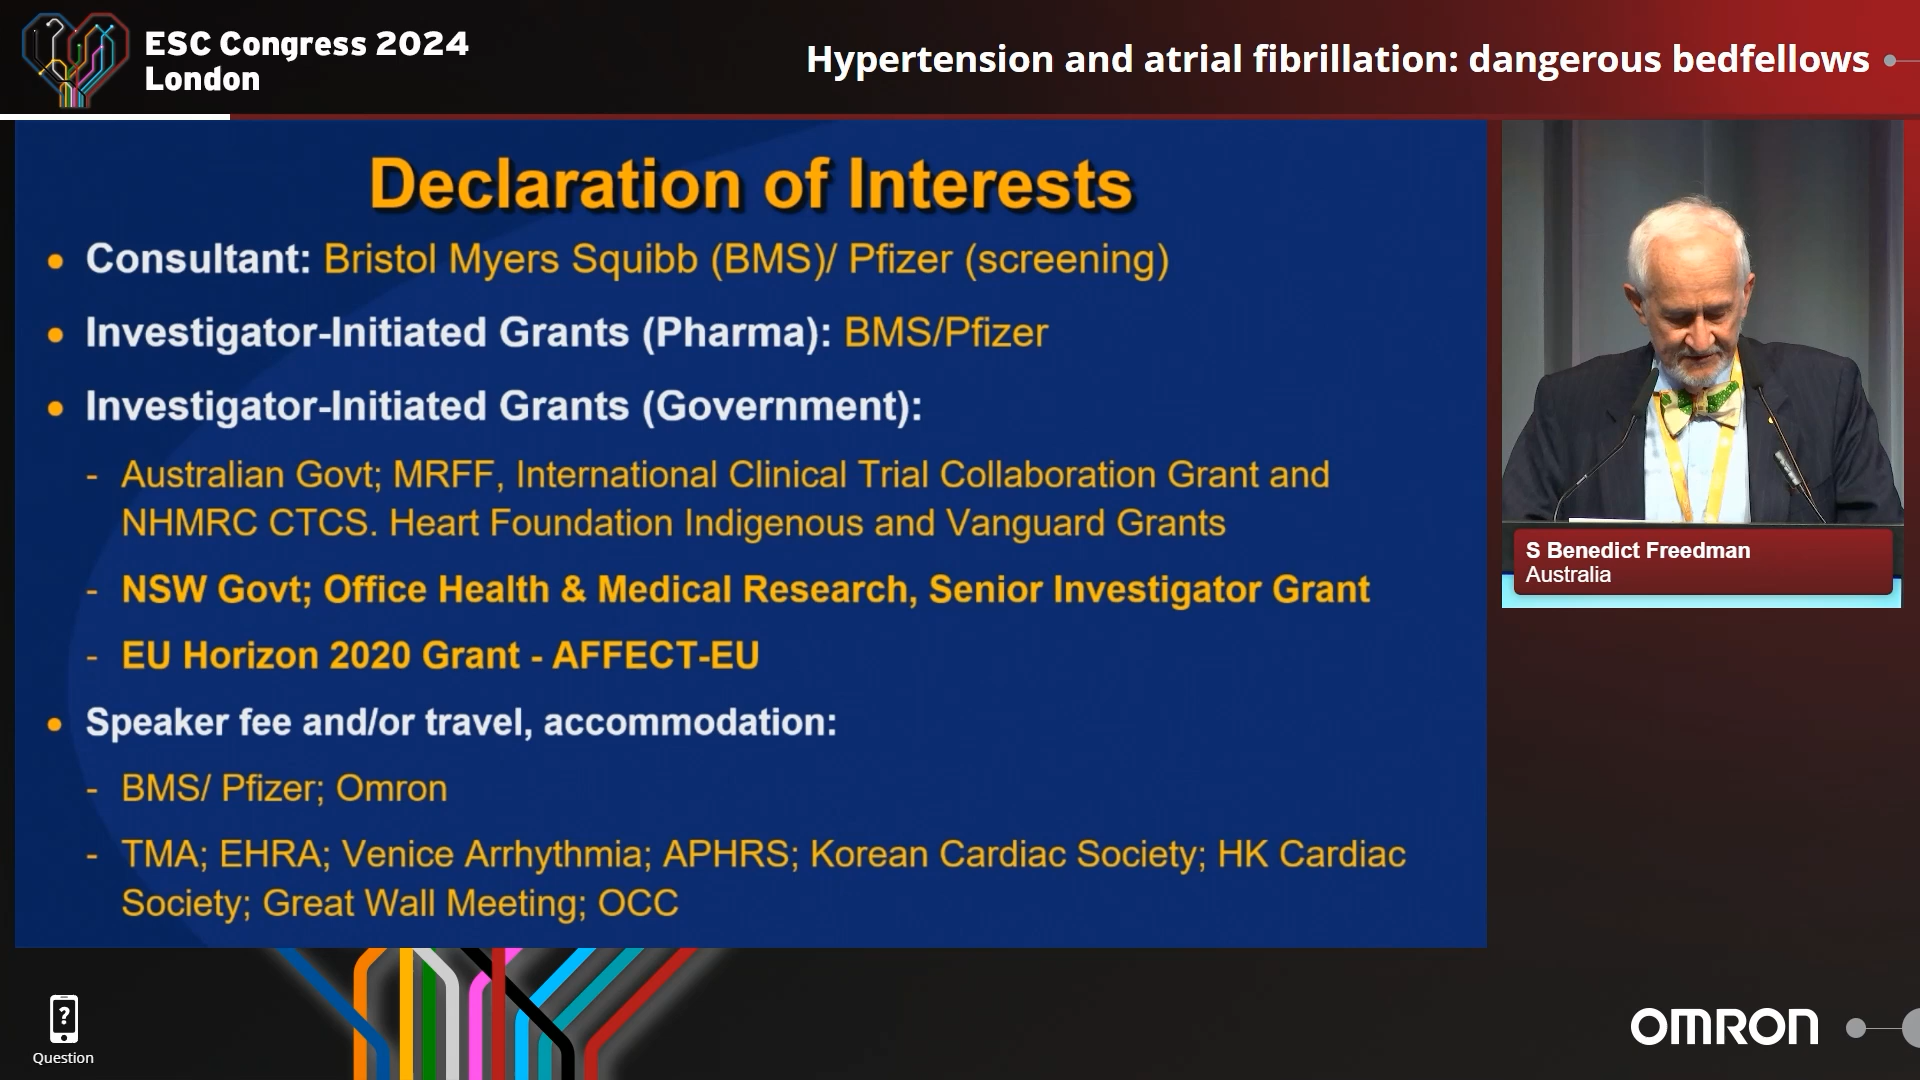 ESC Congress 2024
London
Hypertension and atrial fibrillation: dangerous bedfellows
Declaration of Interests
• Consultant: Bristol Myers Squibb (BMS)/ Pfizer (screening)
• Investigator-Initiated Grants (Pharma): BMS/Pfizer
• Investigator-Initiated Grants (Government):
- Australian Govt; MRFF, International Clinical Trial Collaboration Grant and
NHMRC CTCS. Heart Foundation Indigenous and Vanguard Grants
- NSW Govt; Office Health & Medical Research, Senior Investigator Grant
- EU Horizon 2020 Grant - AFFECT-EU
• Speaker fee and/or travel, accommodation:
- BMS/ Pfizer; Omron
- TMA; EHRA; Venice Arrhythmia; APHRS; Korean Cardiac Society; HK Cardiac
Society; Great Wall Meeting; OCC
S Benedict Freedman
Australia
?
Question
OMRON